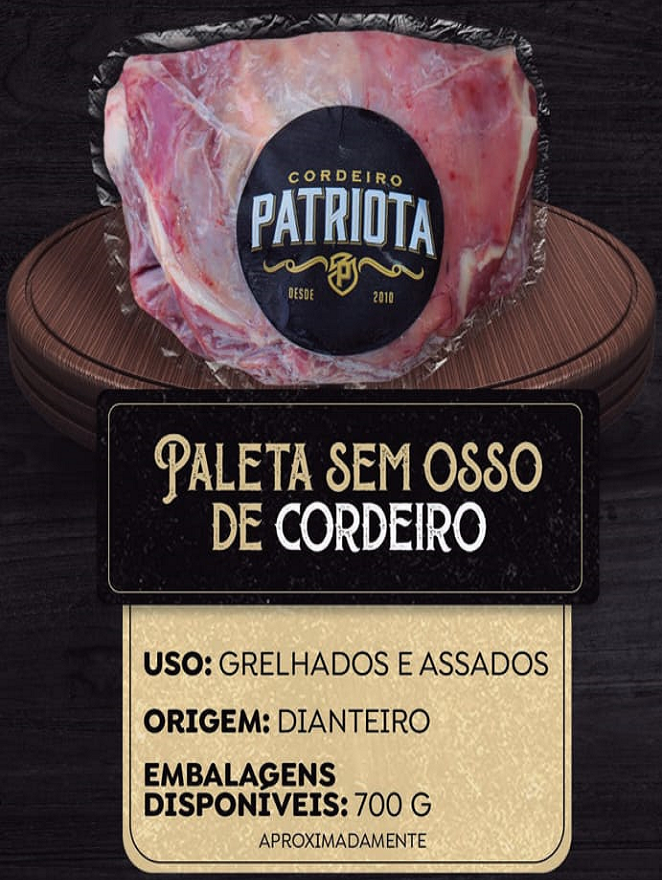 CORDEIRO
PATRIOTA
P
DESDE 2010
PALETA SEM OSSO
DE CORDEIRO
USO: GRELHADOS E ASSADOS
ORIGEM: DIANTEIRO
EMBALAGENS
DISPONÍVEIS: 700 G
APROXIMADAMENTE